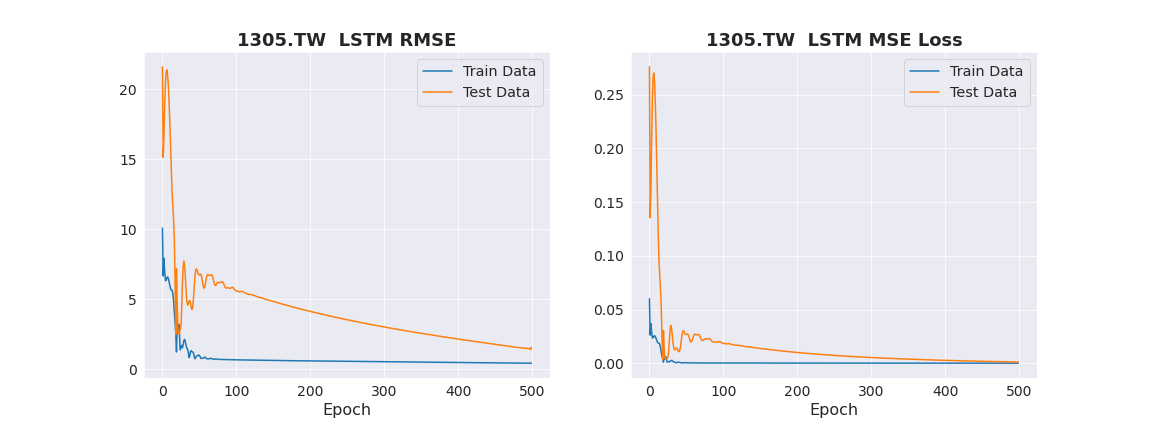 1305.TW  LSTM RMSE
Train Data
Test Data
20
15
10
5
0
0 100 200 300 400 500
Epoch
1305.TW  LSTM MSE Loss
Train Data
Test Data
0.25
0.20
0.15
0.10
0.05
0.00
0 100 200 300 400 500
Epoch